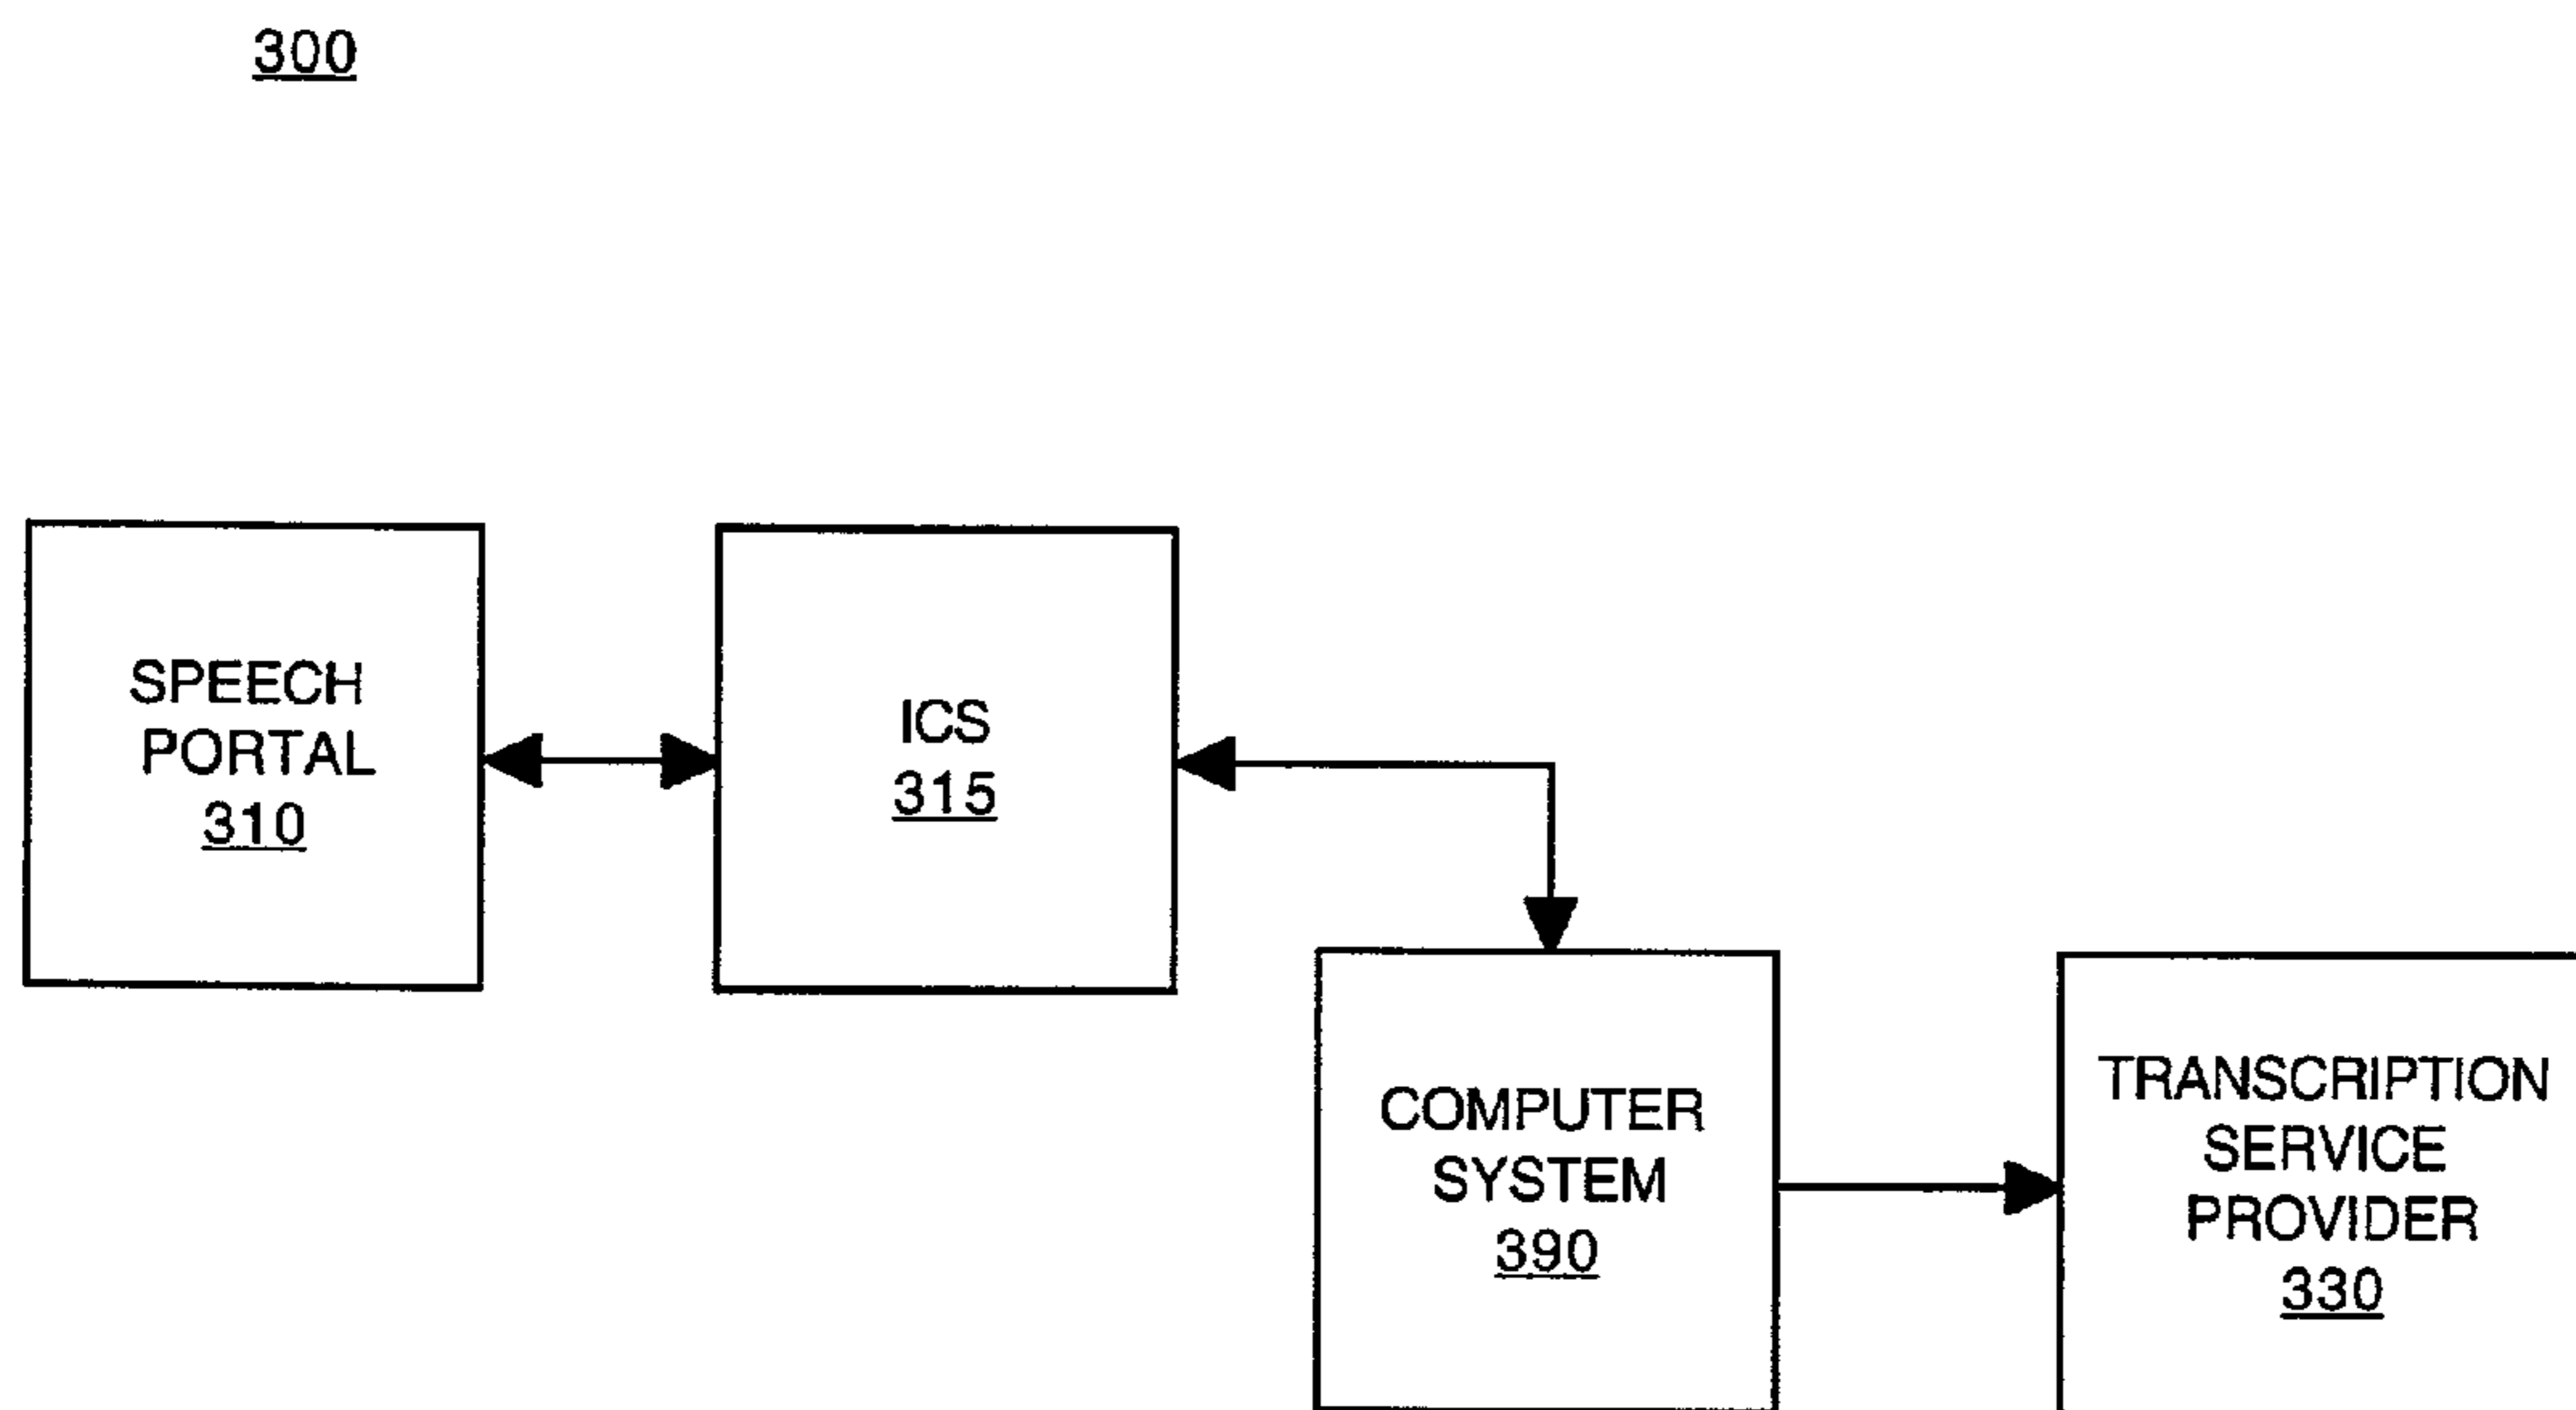 300
SPEECH
PORTAL
310
ICS
315
COMPUTER
SYSTEM
390
TRANSCRIPTION
SERVICE
PROVIDER
330